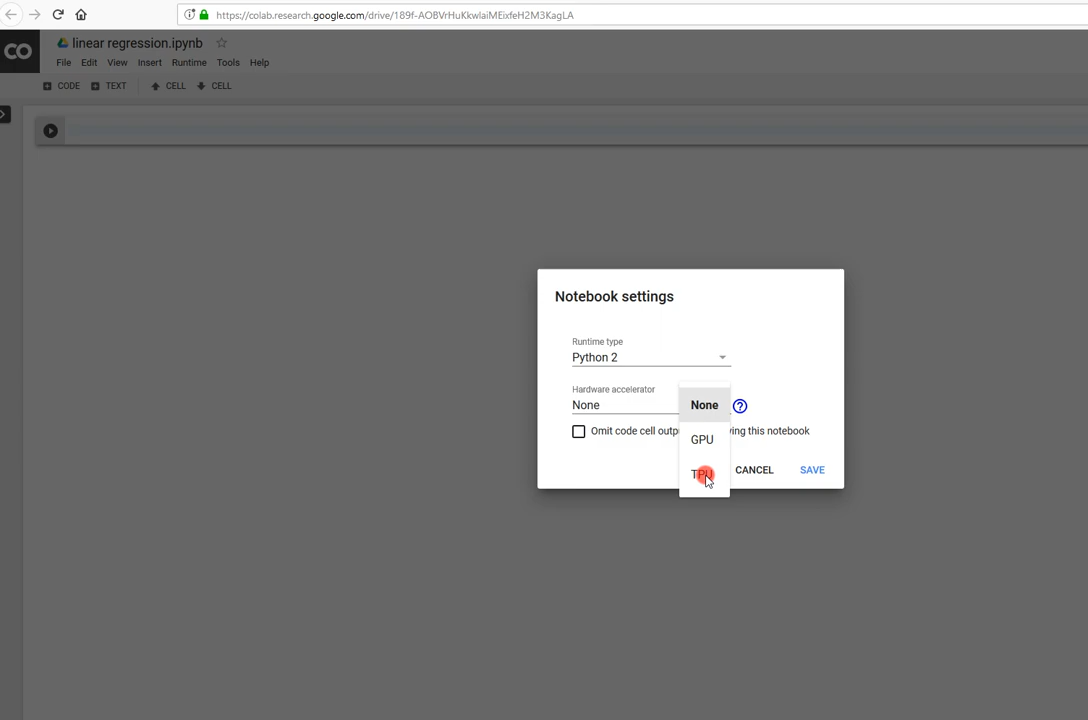 https://colab.research.google.com/drive/189f-AOBVrHuKkwIaiMEixfeH2M3KagLA
CO
linear regression.ipynb
File Edit View Insert Runtime Tools Help
CODE TEXT CELL CELL
Notebook settings
Runtime type
Python 2
Hardware accelerator
None
None
?
Omit code cell outp
ving this notebook
GPU
TPU
CANCEL SAVE